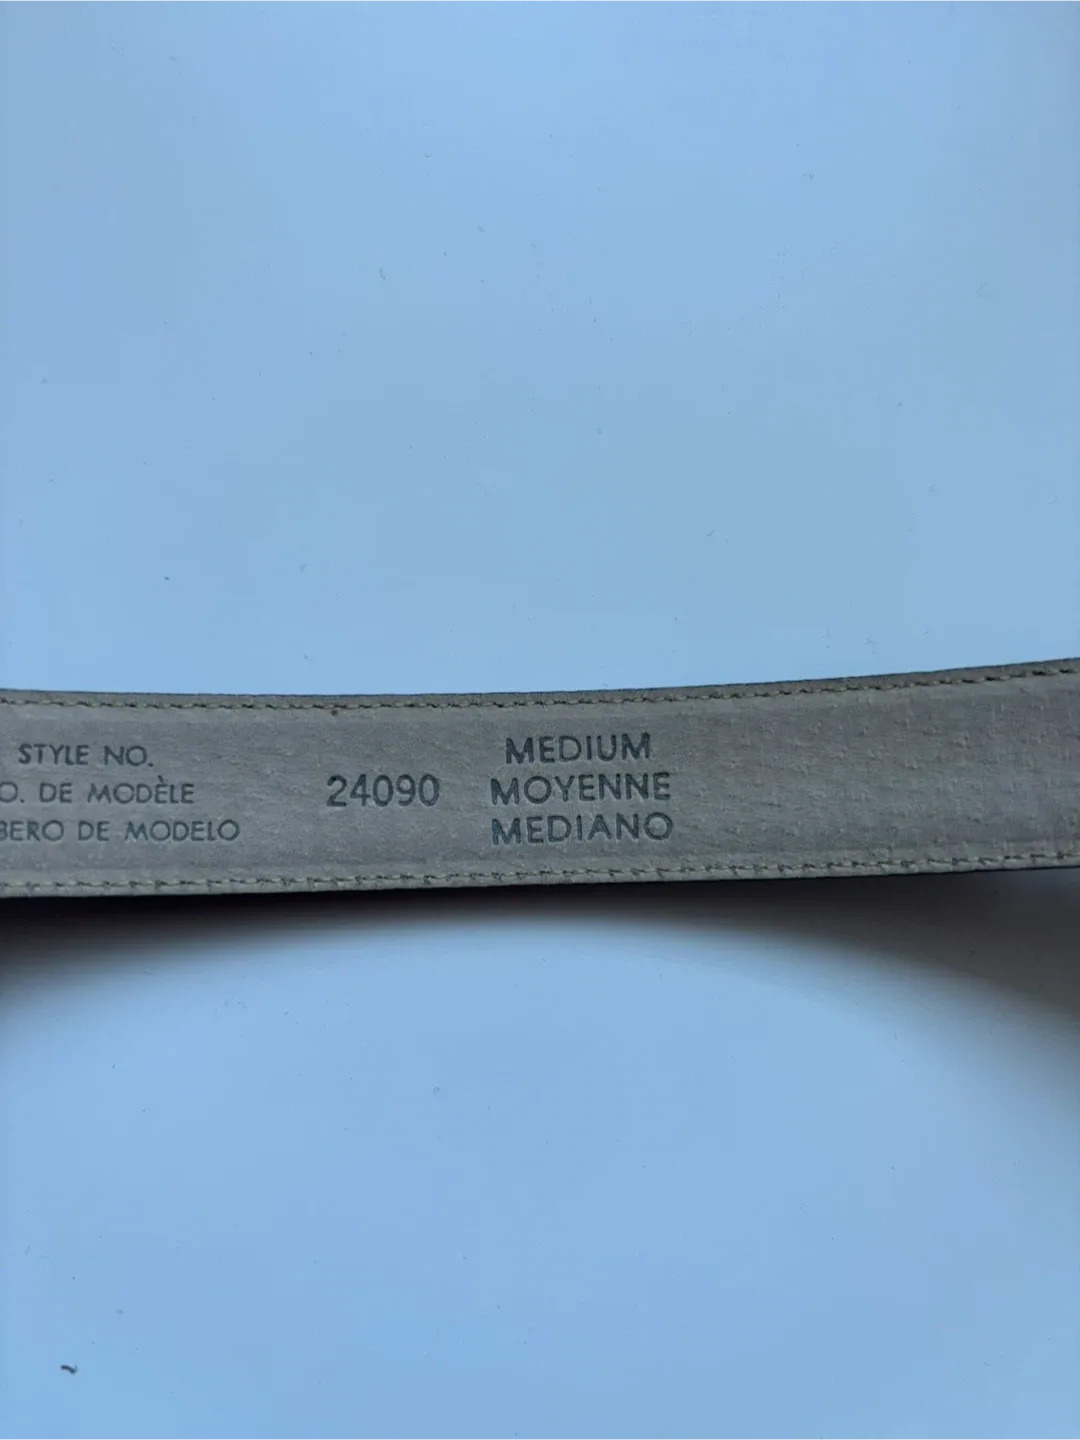 STYLE NO.
O. DE MODÈLE
BERO DE MODELO
24090
MEDIUM
MOYENNE
MEDIANO